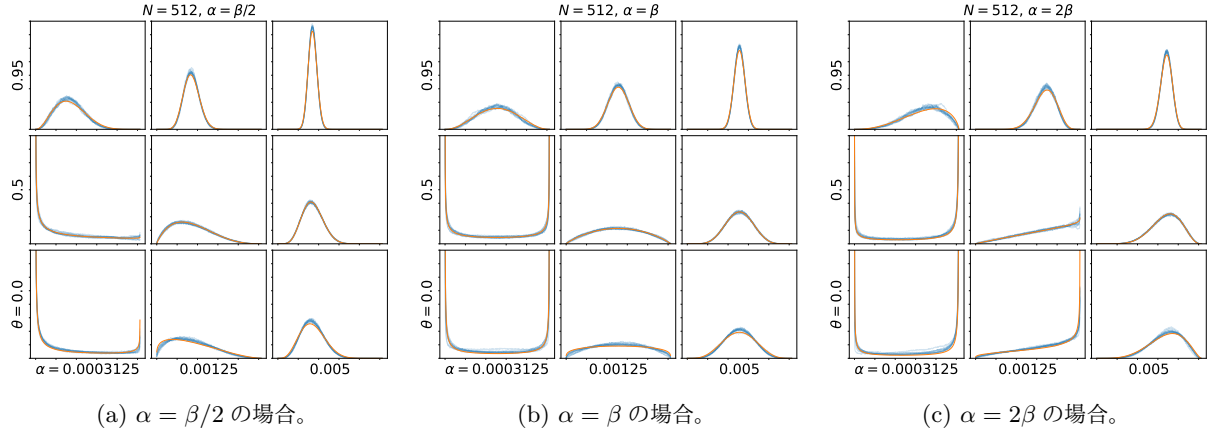 N = 512, α = β/2
N = 512, α = β
N = 512, α = 2β
0.95
0.95
0.95
0.5
0.5
0.5
θ = 0.0
θ = 0.0
θ = 0.0
α = 0.0003125 0.00125 0.005
α = 0.0003125 0.00125 0.005
α = 0.0003125 0.00125 0.005
(a) α = β/2 の場合。
(b) α = β の場合。
(c) α = 2β の場合。